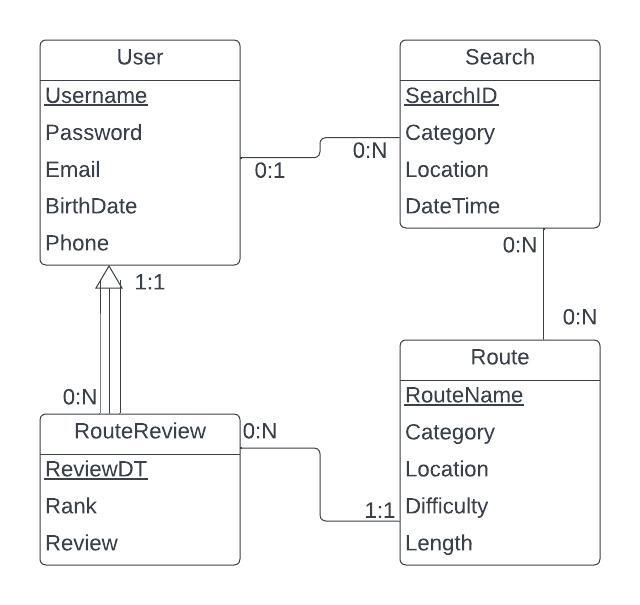 User
Username
Password
Email
BirthDate
Phone
0:1
0:N
Search
SearchID
Category
Location
DateTime
1:1
0:N
0:N
0:N
RouteReview
ReviewDT
Rank
Review
0:N
1:1
Route
RouteName
Category
Location
Difficulty
Length